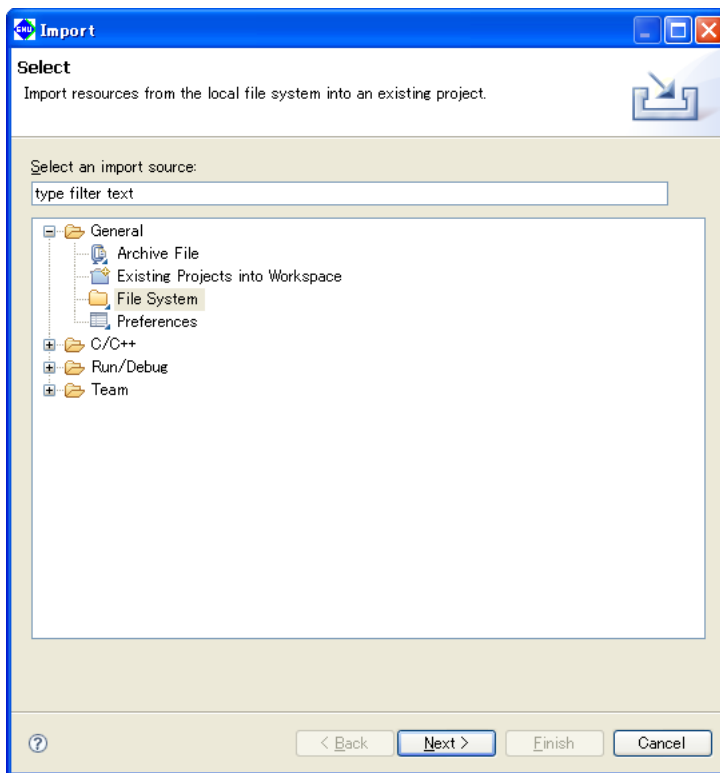 GNU Import
Select
Import resources from the local file system into an existing project.
Select an import source:
type filter text
General
Archive File
Existing Projects into Workspace
File System
Preferences
C/C++
Run/Debug
Team
? < Back Next > Finish Cancel